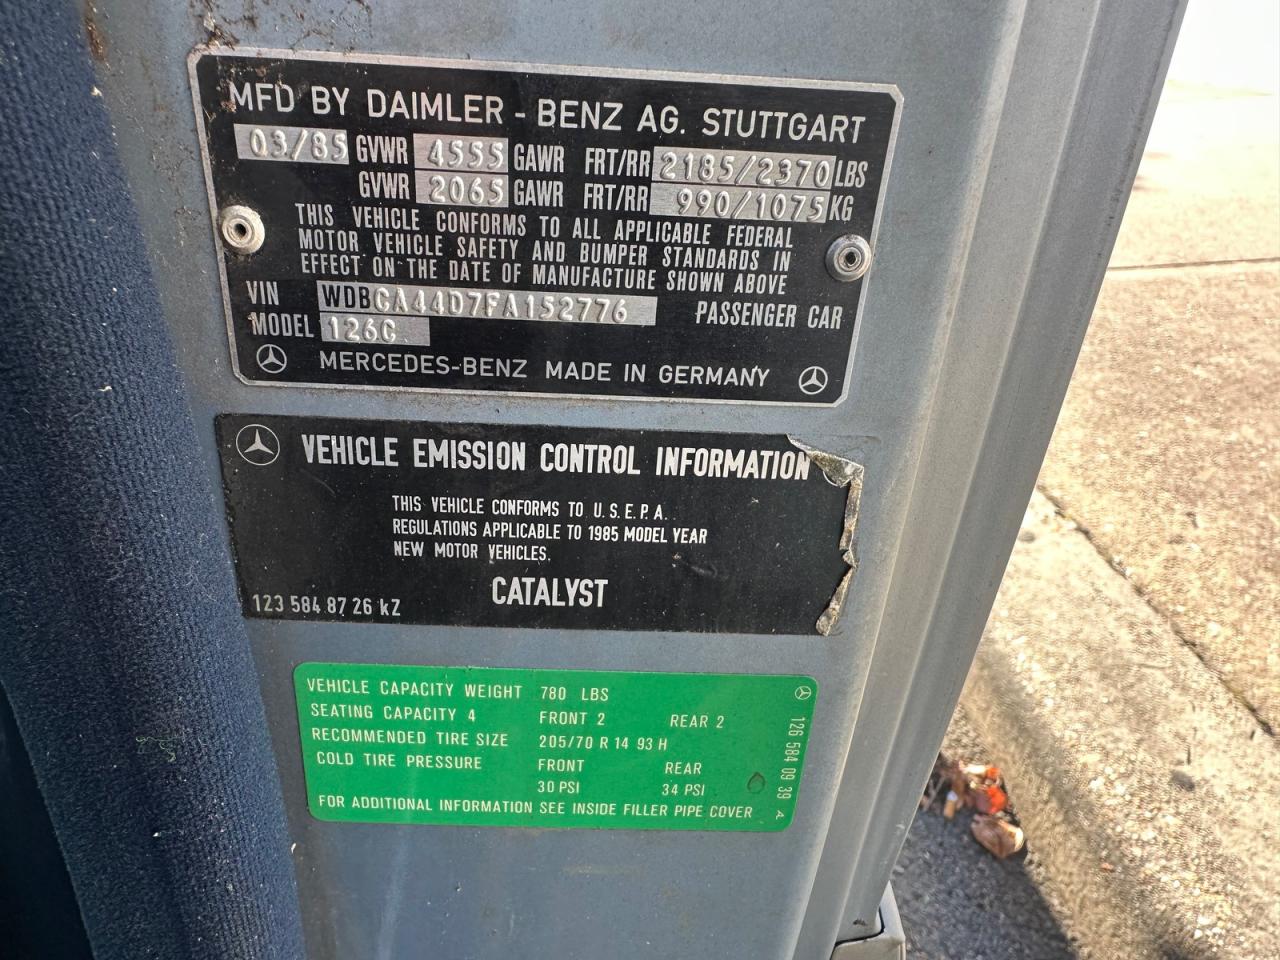 MFD BY DAIMLER - BENZ AG. STUTTGART
03/85 GVWR 4555 GAWR FRT/RR 2185/2370 LBS
GVWR 2065 GAWR FRT/RR 990/1075 KG
THIS VEHICLE CONFORMS TO ALL APPLICABLE FEDERAL
MOTOR VEHICLE SAFETY AND BUMPER STANDARDS IN
EFFECT ON THE DATE OF MANUFACTURE SHOWN ABOVE
VIN WDBCA44D7FA152776 PASSENGER CAR
MODEL 126C
MERCEDES-BENZ MADE IN GERMANY
VEHICLE EMISSION CONTROL INFORMATION
THIS VEHICLE CONFORMS TO U.S.E.P.A.
REGULATIONS APPLICABLE TO 1985 MODEL YEAR
NEW MOTOR VEHICLES.
CATALYST
123 584 87 26 kZ
VEHICLE CAPACITY WEIGHT 780 LBS
SEATING CAPACITY 4 FRONT 2 REAR 2
RECOMMENDED TIRE SIZE 205/70 R 14 93 H
COLD TIRE PRESSURE FRONT REAR
30 PSI 34 PSI
FOR ADDITIONAL INFORMATION SEE INSIDE FILLER PIPE COVER
126 584 09 39 A